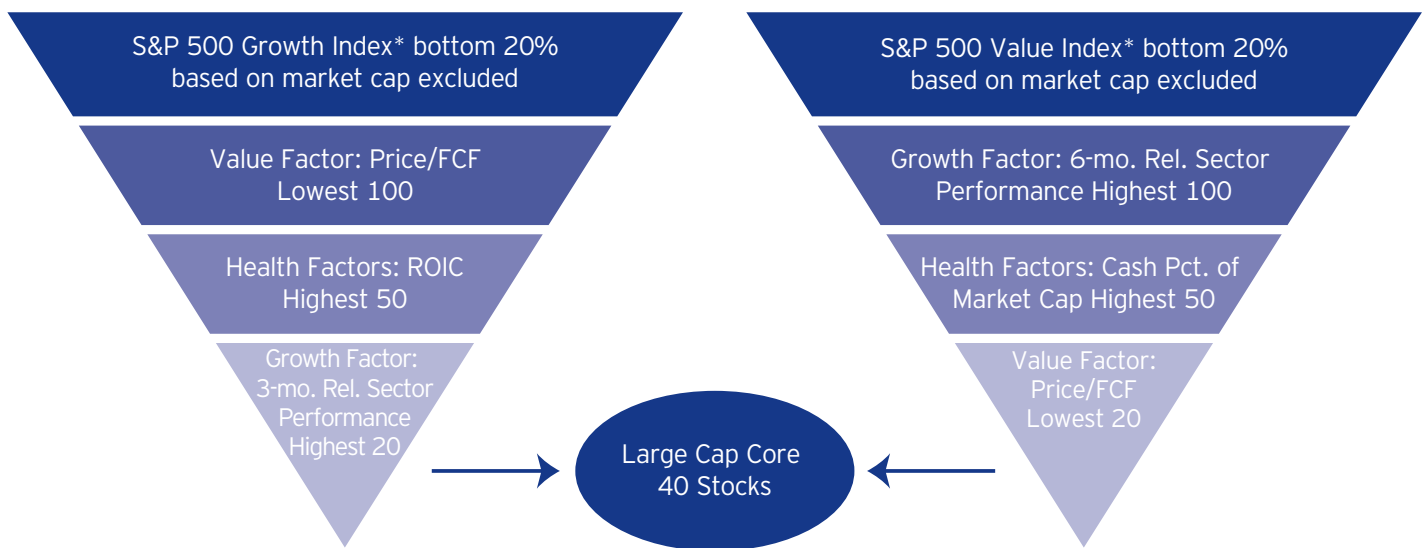 S&P 500 Growth Index* bottom 20%
based on market cap excluded
Value Factor: Price/FCF
Lowest 100
Health Factors: ROIC
Highest 50
Growth Factor:
3-mo. Rel. Sector
Performance
Highest 20
S&P 500 Value Index* bottom 20%
based on market cap excluded
Growth Factor: 6-mo. Rel. Sector
Performance Highest 100
Health Factors: Cash Pct. of
Market Cap Highest 50
Value Factor:
Price/FCF
Lowest 20
Large Cap Core
40 Stocks